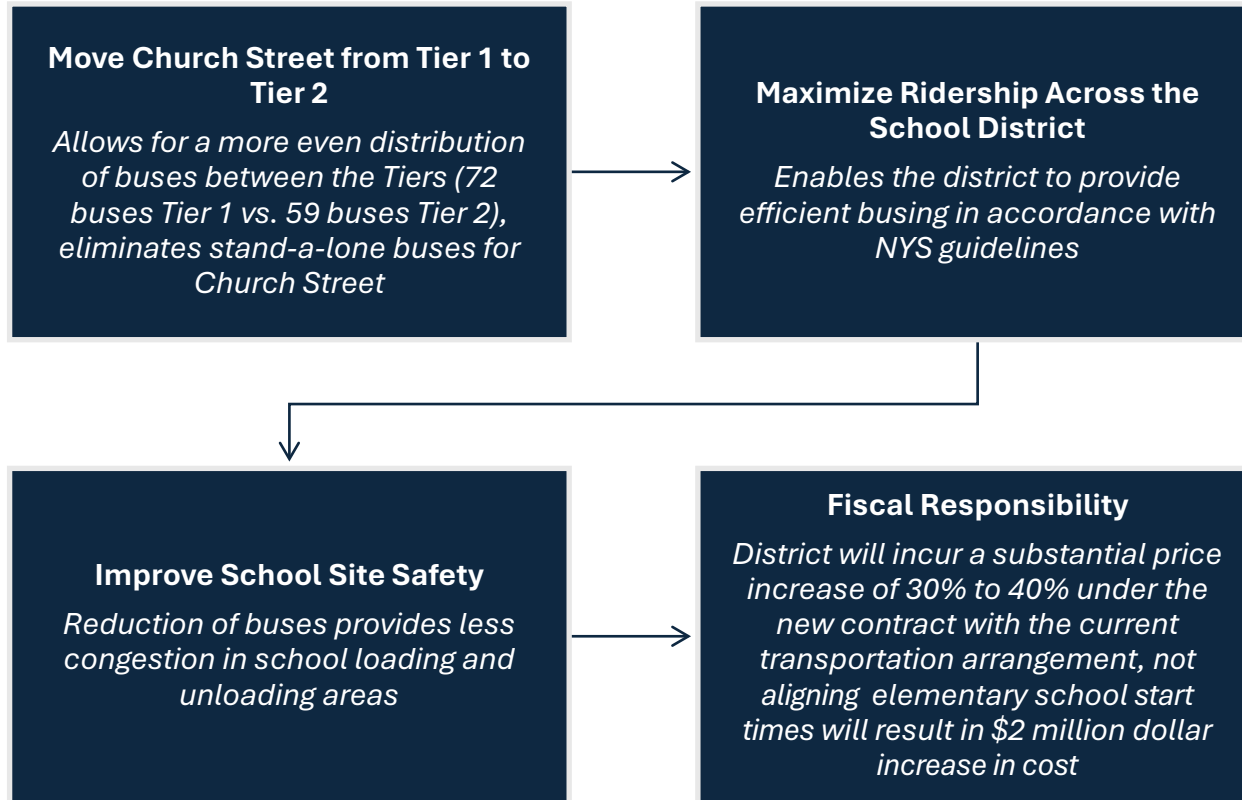 Move Church Street from Tier 1 to
Tier 2
Allows for a more even distribution
of buses between the Tiers (72
buses Tier 1 vs. 59 buses Tier 2),
eliminates stand-a-lone buses for
Church Street
Maximize Ridership Across the
School District
Enables the district to provide
efficient busing in accordance with
NYS guidelines
Improve School Site Safety
Reduction of buses provides less
congestion in school loading and
unloading areas
Fiscal Responsibility
District will incur a substantial price
increase of 30% to 40% under the
new contract with the current
transportation arrangement, not
aligning  elementary school start
times will result in $2 million dollar
increase in cost